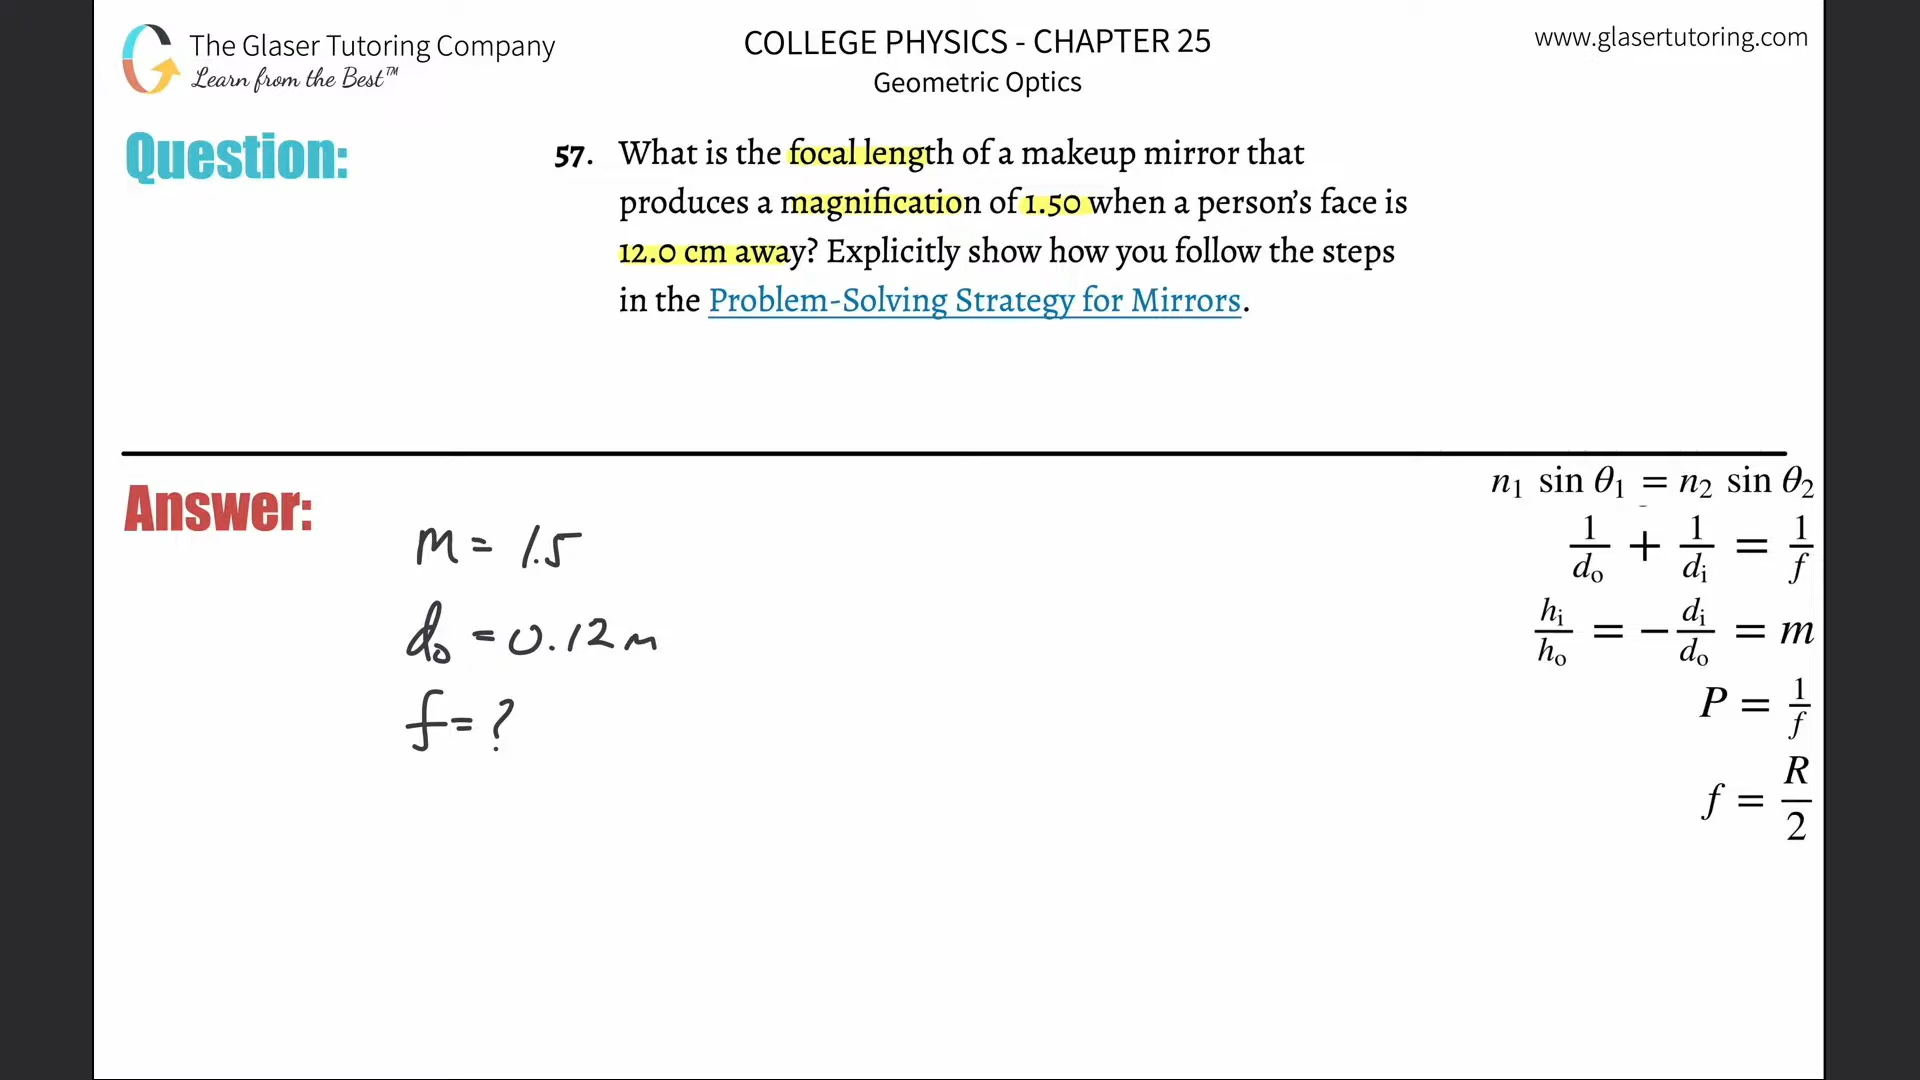 The Glaser Tutoring Company
Learn from the Best™
COLLEGE PHYSICS - CHAPTER 25
Geometric Optics
www.glasertutoring.com
Question:
57. What is the focal length of a makeup mirror that
produces a magnification of 1.50 when a person's face is
12.0 cm away? Explicitly show how you follow the steps
in the Problem-Solving Strategy for Mirrors.
Answer:
m = 1.5
d₀ = 0.12 m
f = ?
n₁ sin θ₁ = n₂ sin θ₂
1/dₒ + 1/dᵢ = 1/f
hᵢ/hₒ = −dᵢ/dₒ = m
P = 1/f
f = R/2